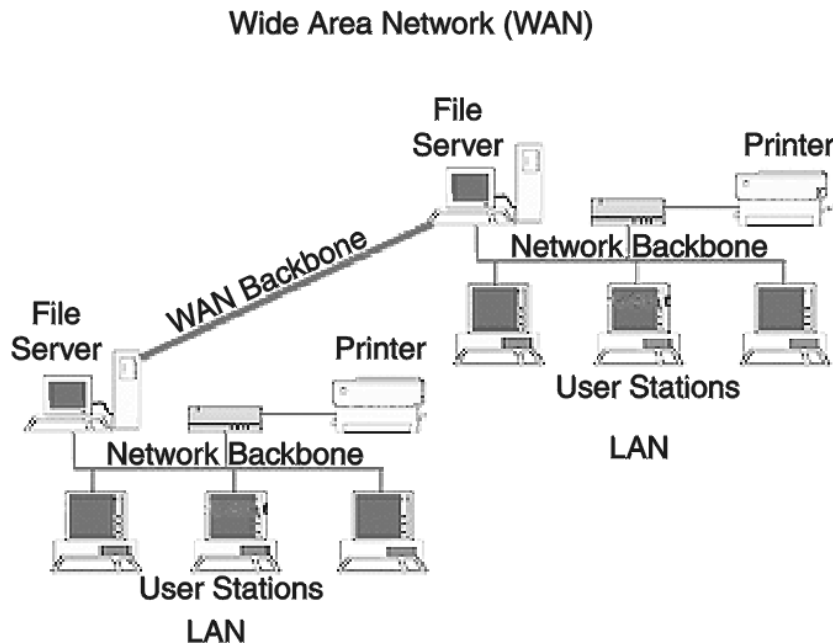 Wide Area Network (WAN)
File
Server
Printer
Network Backbone
User Stations
LAN
WAN Backbone
File
Server
Printer
Network Backbone
User Stations
LAN